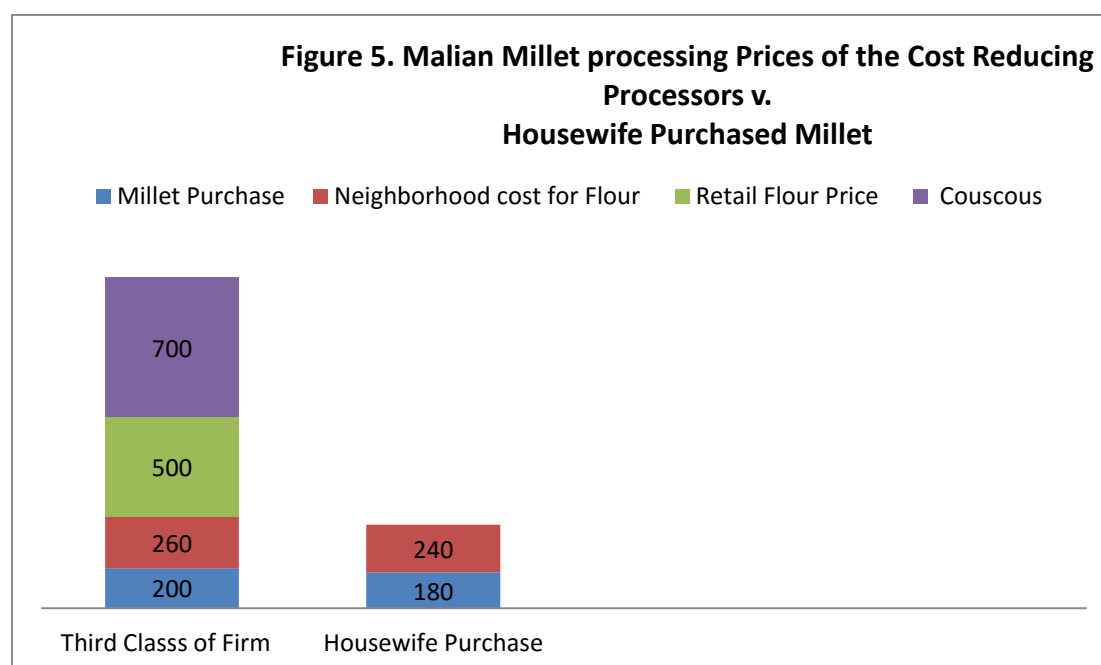 Figure 5. Malian Millet processing Prices of the Cost Reducing
Processors v.
Housewife Purchased Millet
Millet Purchase Neighborhood cost for Flour Retail Flour Price Couscous
700
500
260 240
200 180
Third Classs of Firm Housewife Purchase